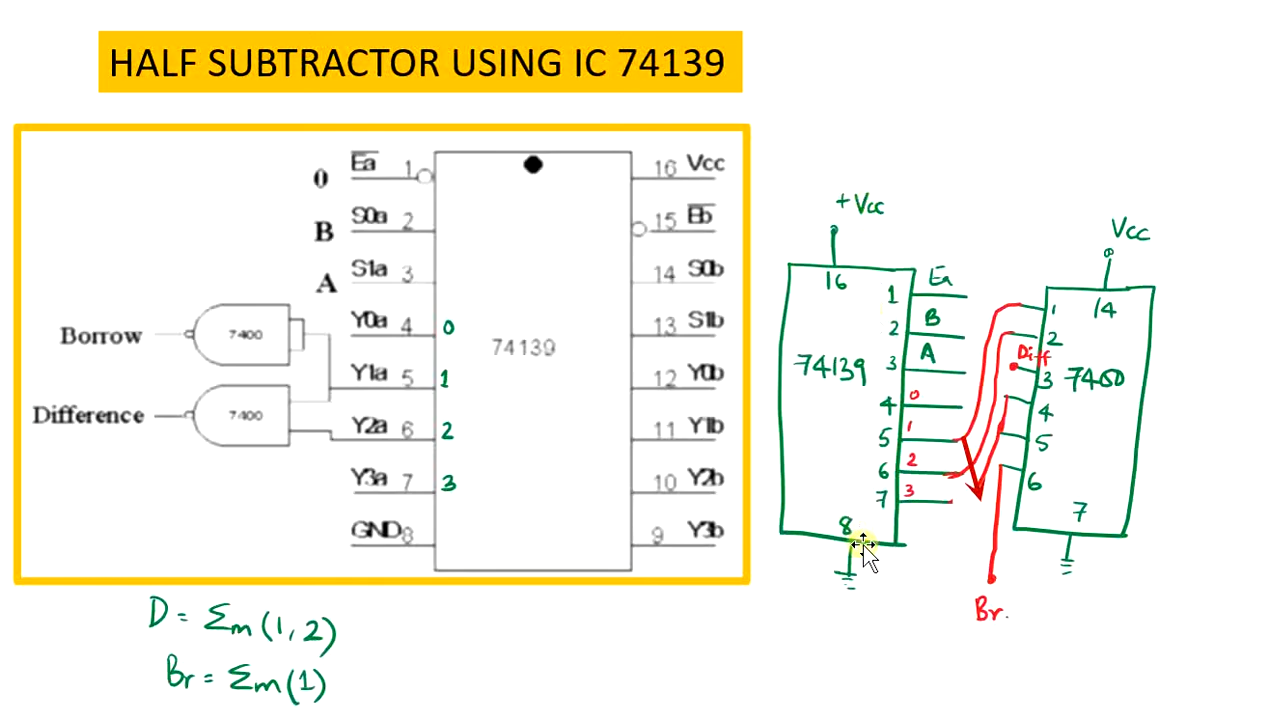 HALF SUBTRACTOR USING IC 74139
0 Ea 1 16 Vcc
B S0a 2 15 Eb
A S1a 3 14 S0b
Y0a 4 0 13 S1b
Borrow 7400 74139
Y1a 5 1 12 Y0b
Difference 7400 Y2a 6 2 11 Y1b
Y3a 7 3 10 Y2b
GND 8 9 Y3b
D = Σm(1,2)
Br = Σm(1)
+Vcc
16
74139
1 Ea
2 B
3 A
4 0
5 1
6 2
7 3
8
Vcc
14
7400
1
2
Diff
3
4
5
6
7
Br.